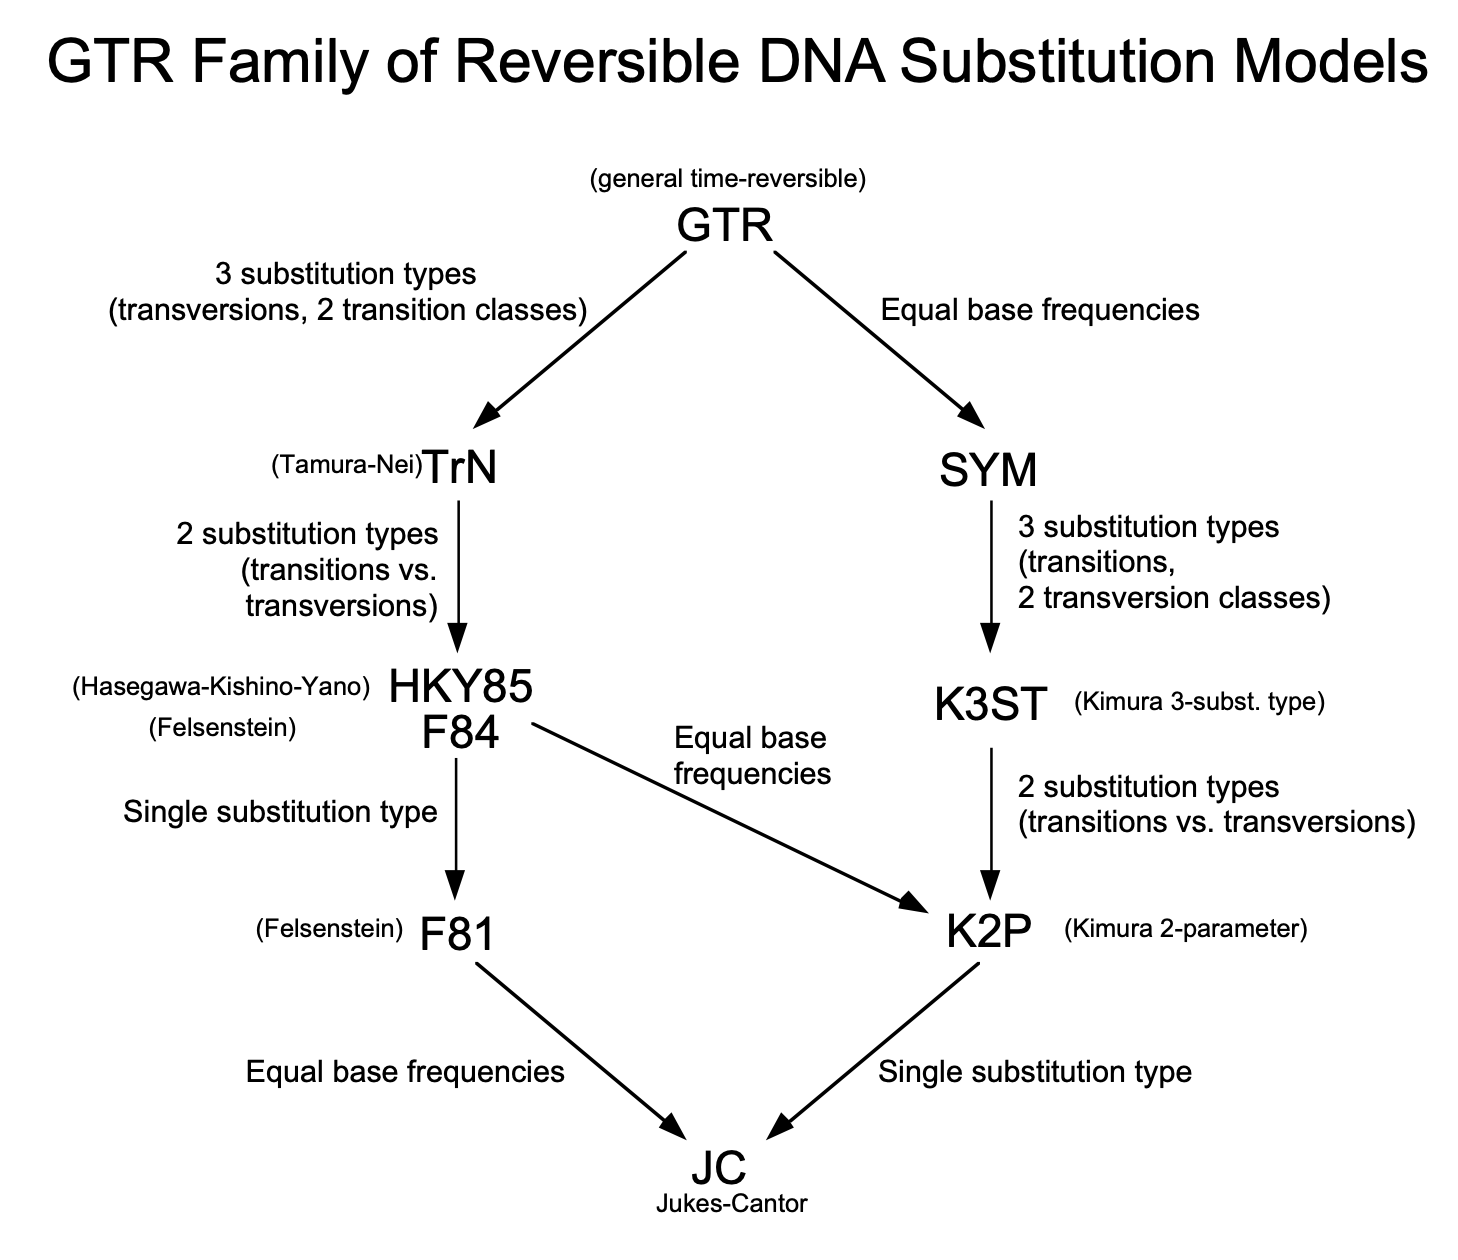 GTR Family of Reversible DNA Substitution Models
(general time-reversible)
GTR
3 substitution types
(transversions, 2 transition classes)
Equal base frequencies
(Tamura-Nei) TrN
SYM
2 substitution types
(transitions vs.
transversions)
3 substitution types
(transitions,
2 transversion classes)
(Hasegawa-Kishino-Yano) HKY85
(Felsenstein) F84
K3ST (Kimura 3-subst. type)
Equal base
frequencies
Single substitution type
2 substitution types
(transitions vs. transversions)
(Felsenstein) F81
K2P (Kimura 2-parameter)
Equal base frequencies
Single substitution type
JC
Jukes-Cantor